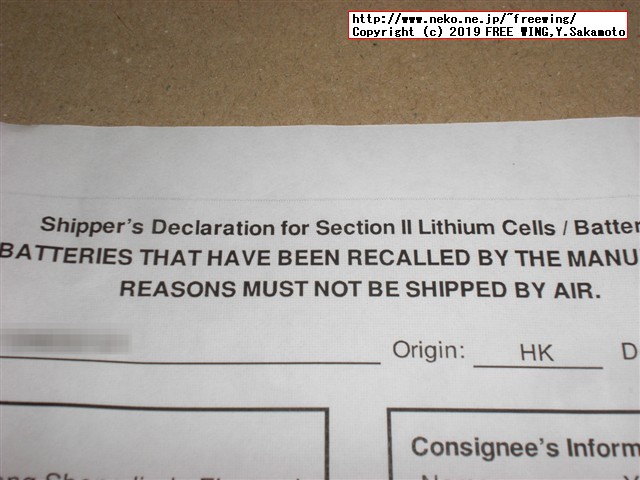 http://www.neko.ne.jp/~freewing/
Copyright (c) 2019 FREE WING,Y.Sakamoto
Shipper's Declaration for Section II Lithium Cells / Batter
BATTERIES THAT HAVE BEEN RECALLED BY THE MANU
REASONS MUST NOT BE SHIPPED BY AIR.
Origin: HK D
Consignee's Inform